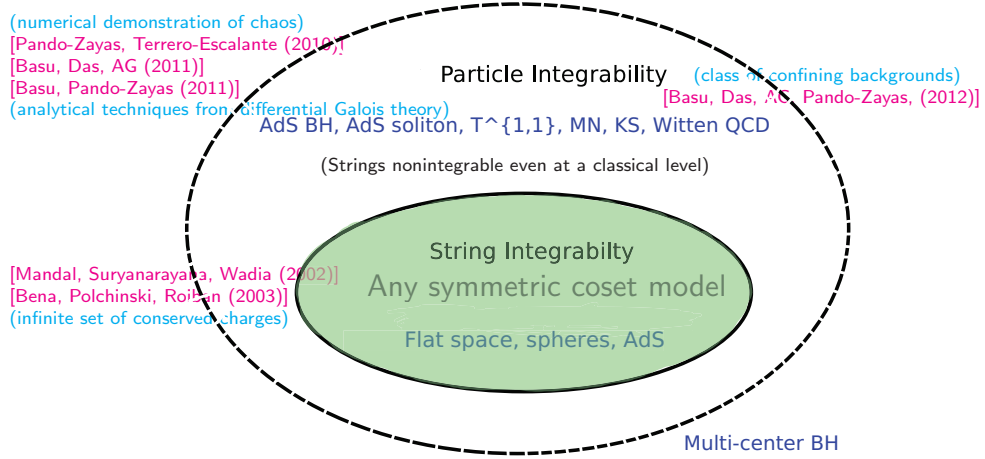 (numerical demonstration of chaos)
[Pando-Zayas, Terrero-Escalante (2010)]
[Basu, Das, AG (2011)]
[Basu, Pando-Zayas (2011)]
(analytical techniques from differential Galois theory)
Particle Integrability
(class of confining backgrounds)
[Basu, Das, AG, Pando-Zayas, (2012)]
AdS BH, AdS soliton, T^{1,1}, MN, KS, Witten QCD
(Strings nonintegrable even at a classical level)
String Integrabilty
Any symmetric coset model
Flat space, spheres, AdS
[Mandal, Suryanarayana, Wadia (2002)]
[Bena, Polchinski, Roiban (2003)]
(infinite set of conserved charges)
Multi-center BH